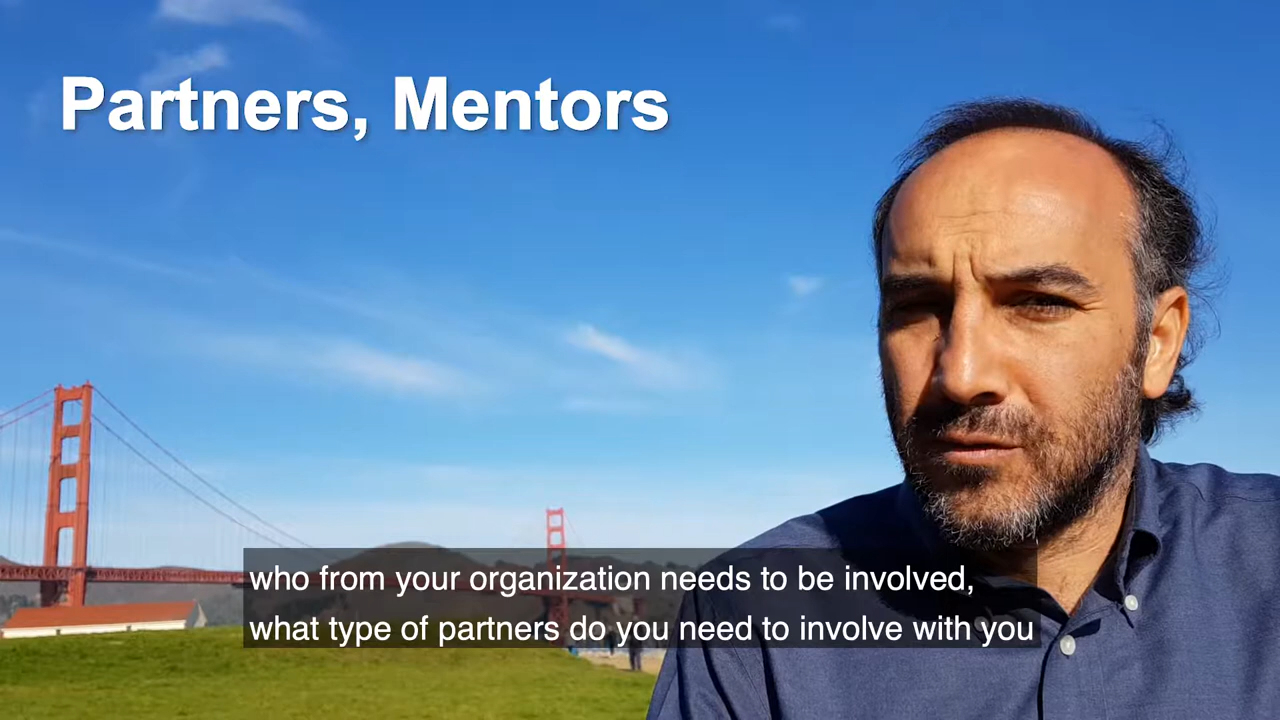 Partners, Mentors
who from your organization needs to be involved,
what type of partners do you need to involve with you